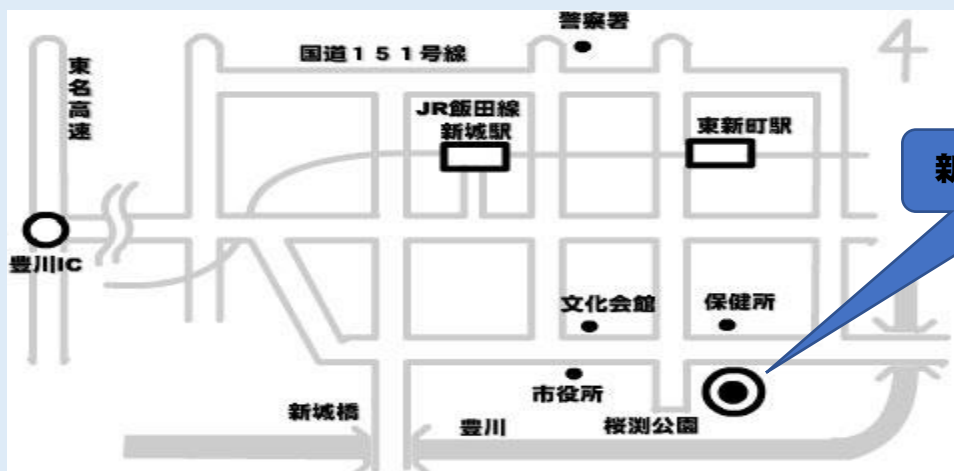 警察署
国道１５１号線
東名高速
JR飯田線
新城駅
東新町駅
新
豊川IC
文化会館
保健所
市役所
新城橋
豊川
桜渕公園